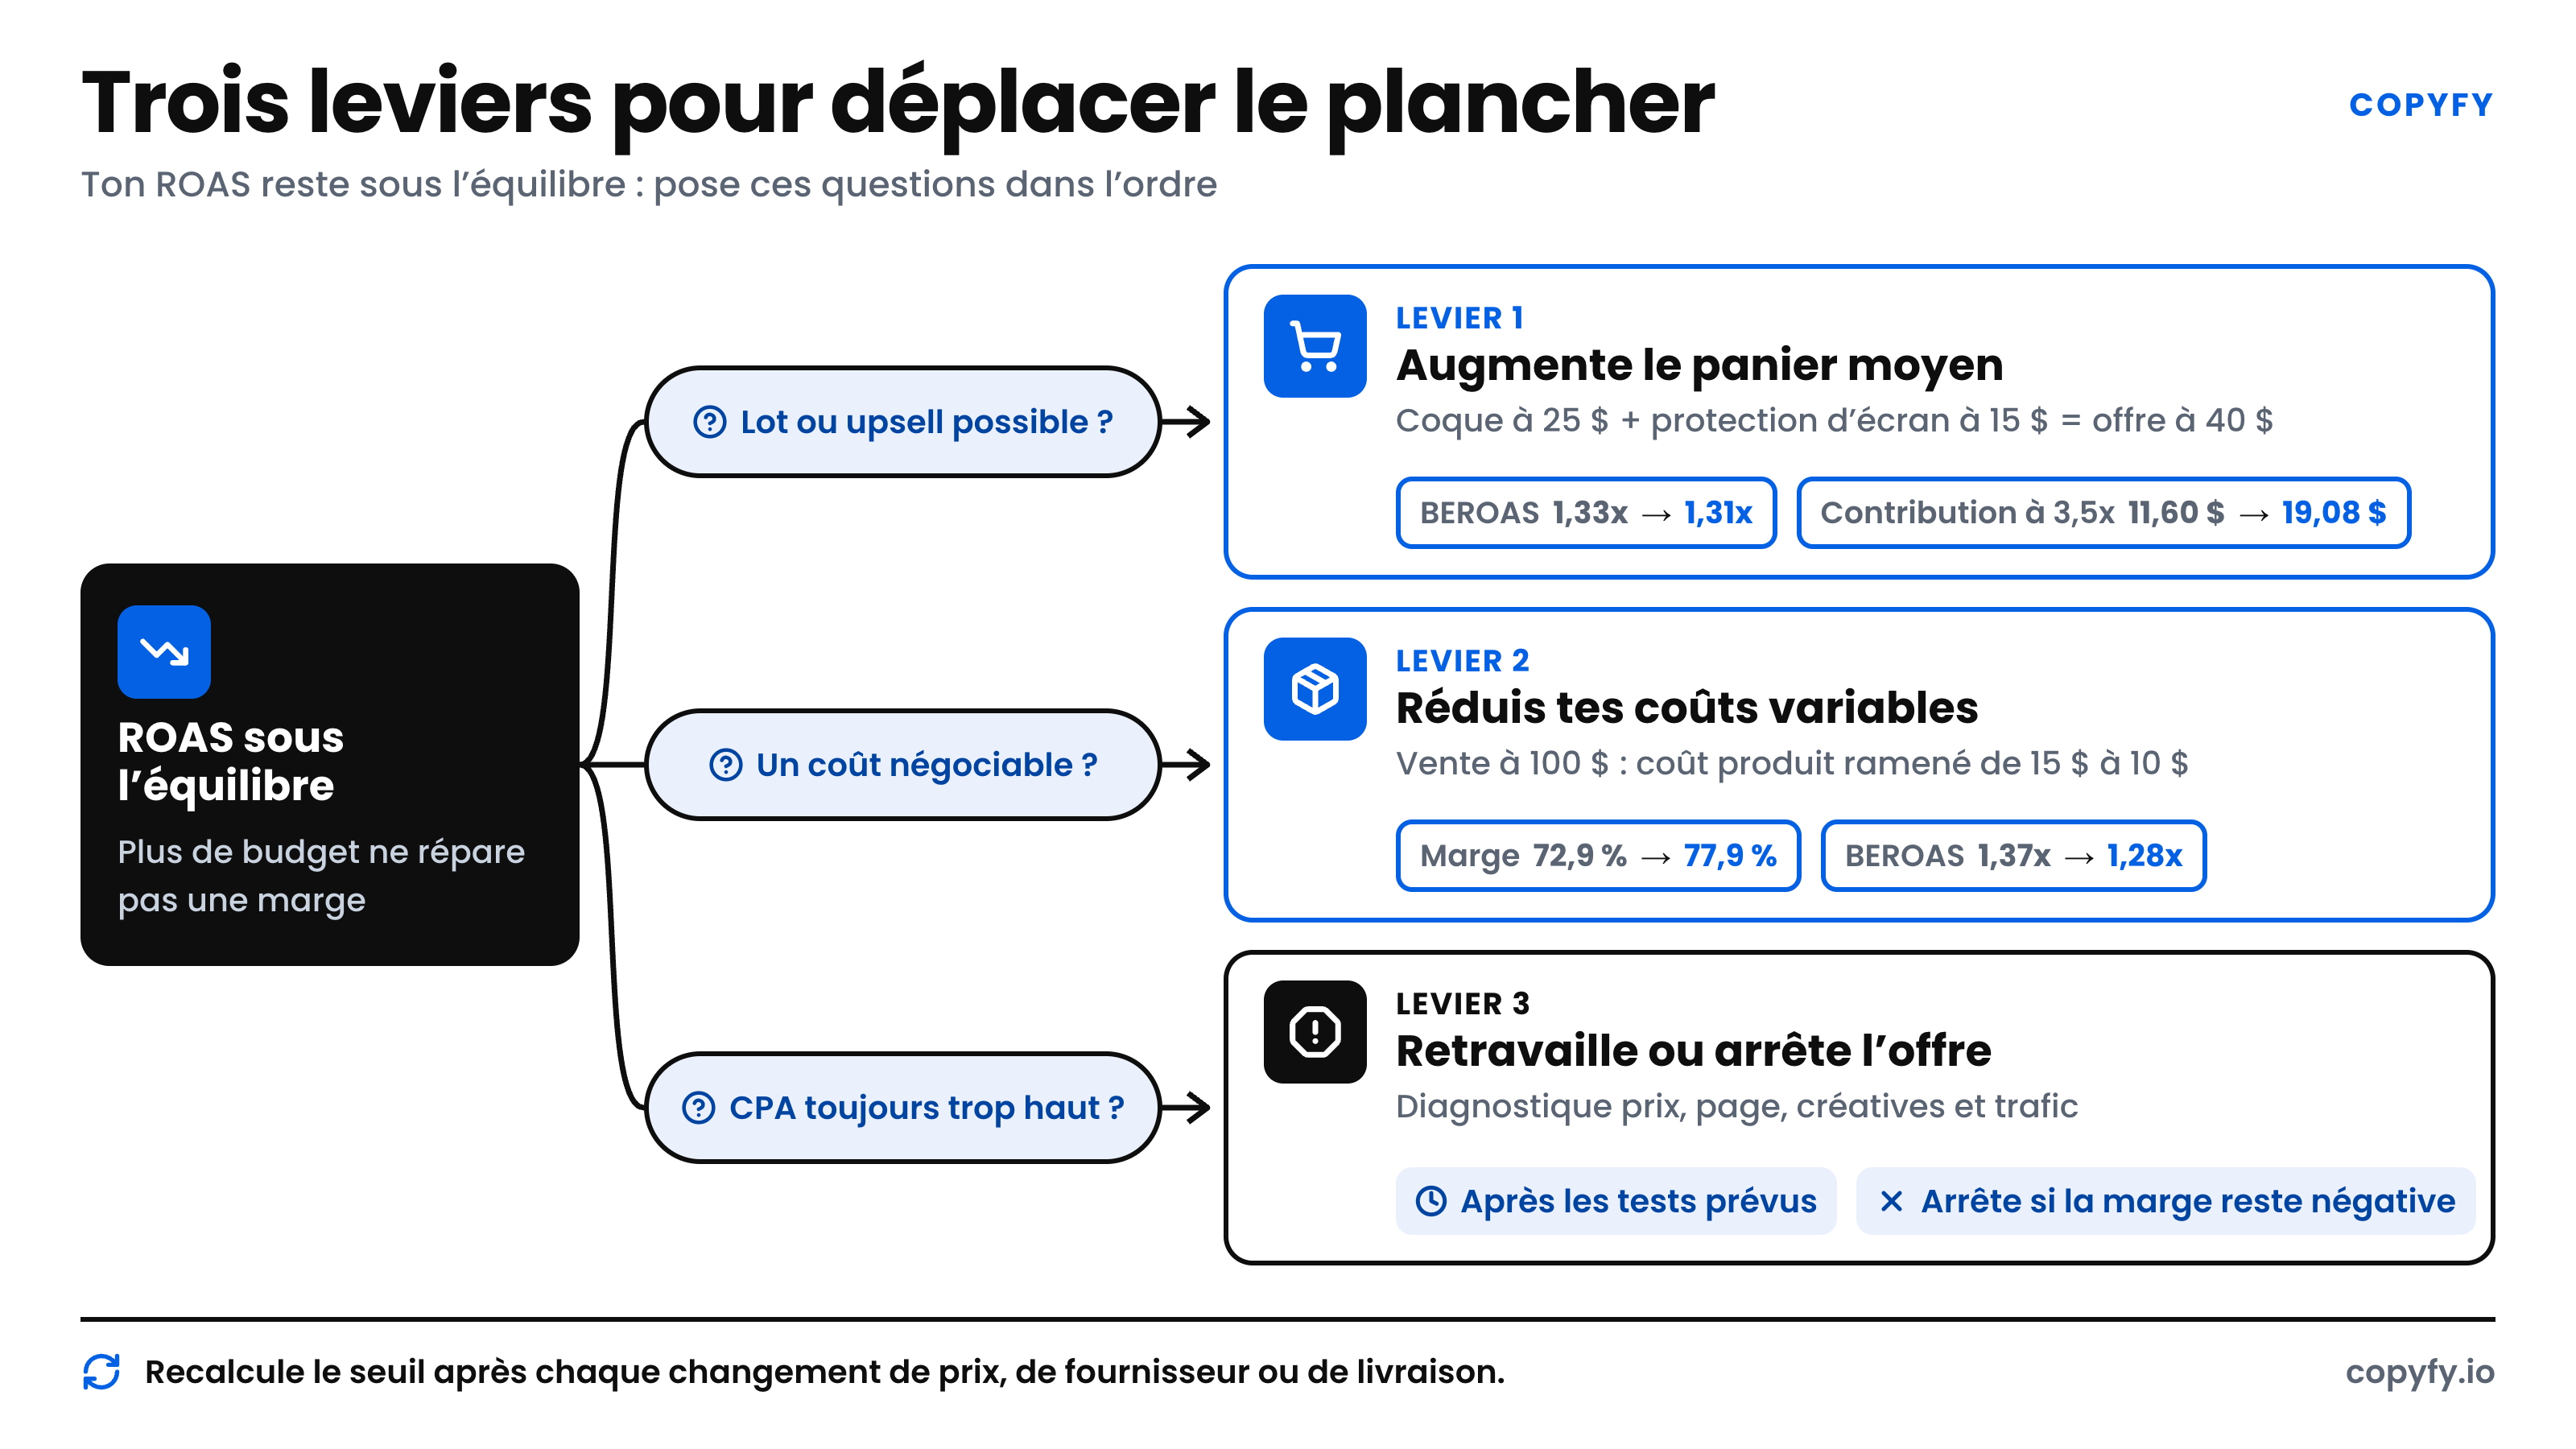 Trois leviers pour déplacer le plancher
COPYFY
Ton ROAS reste sous l’équilibre : pose ces questions dans l’ordre
ROAS sous
l’équilibre
Plus de budget ne répare
pas une marge
Lot ou upsell possible ?
LEVIER 1
Augmente le panier moyen
Coque à 25 $ + protection d’écran à 15 $ = offre à 40 $
BEROAS 1,33x → 1,31x
Contribution à 3,5x 11,60 $ → 19,08 $
Un coût négociable ?
LEVIER 2
Réduis tes coûts variables
Vente à 100 $ : coût produit ramené de 15 $ à 10 $
Marge 72,9 % → 77,9 %
BEROAS 1,37x → 1,28x
CPA toujours trop haut ?
LEVIER 3
Retravaille ou arrête l’offre
Diagnostique prix, page, créatives et trafic
Après les tests prévus
Arrête si la marge reste négative
Recalcule le seuil après chaque changement de prix, de fournisseur ou de livraison.
copyfy.io